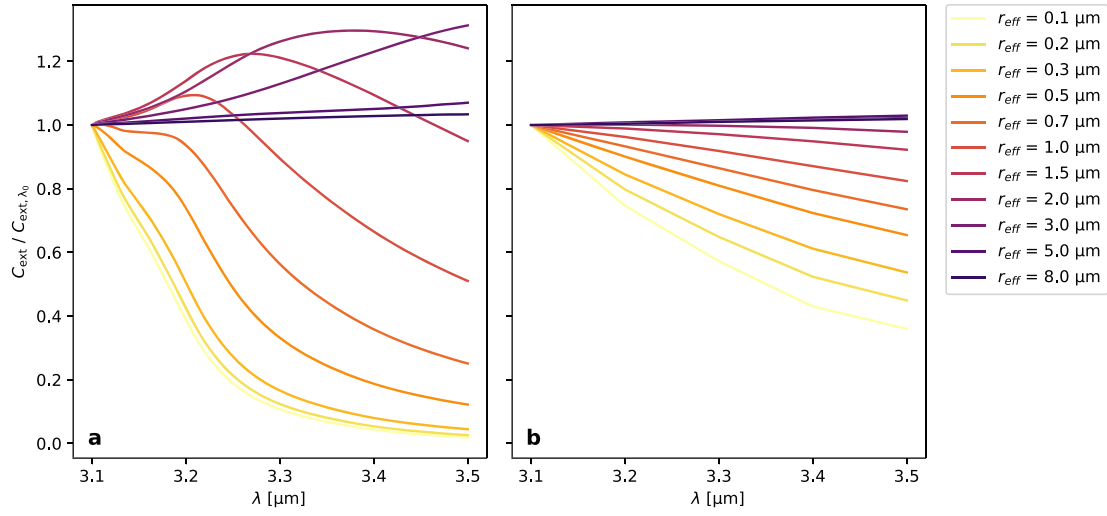 C_ext / C_ext, λ₀
1.2
1.0
0.8
0.6
0.4
0.2
0.0
a
3.1 3.2 3.3 3.4 3.5
λ [µm]
b
3.1 3.2 3.3 3.4 3.5
λ [µm]
r_eff = 0.1 µm
r_eff = 0.2 µm
r_eff = 0.3 µm
r_eff = 0.5 µm
r_eff = 0.7 µm
r_eff = 1.0 µm
r_eff = 1.5 µm
r_eff = 2.0 µm
r_eff = 3.0 µm
r_eff = 5.0 µm
r_eff = 8.0 µm